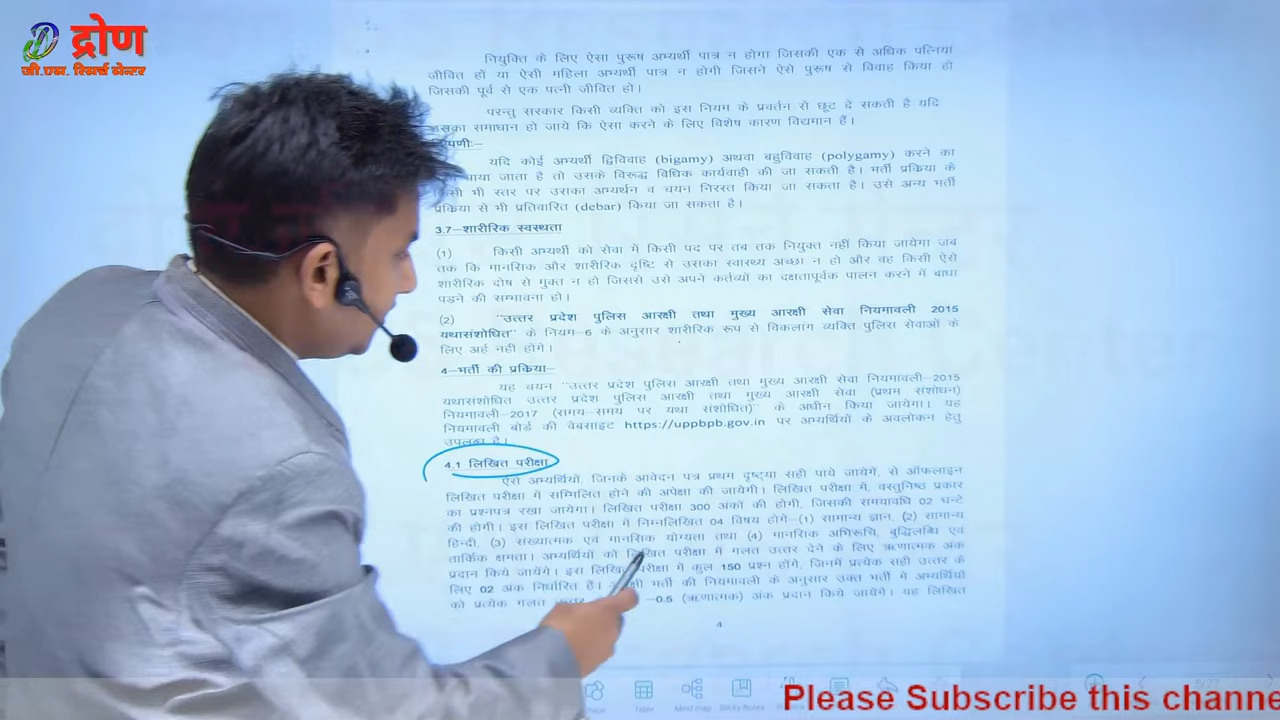 द्रोण
जी.एस. रिसर्च सेन्टर
नियुक्ति के लिए ऐसा पुरूष अभ्यर्थी पात्र न होगा जिसकी एक से अधिक पत्निया
जीवित हों या ऐसी महिला अभ्यर्थी पात्र न होगी जिसने ऐसे पुरूष से विवाह किया हो
जिसकी पूर्व से एक पत्नी जीवित हो।
परन्तु सरकार किसी व्यक्ति को इस नियम के प्रवर्तन से छूट दे सकती है यदि
उसका समाधान हो जाये कि ऐसा करने के लिए विशेष कारण विद्यमान हैं।
यदि कोई अभ्यर्थी द्विविवाह (bigamy) अथवा बहुविवाह (polygamy) करने का
जाता है तो उसके विरूद्ध विधिक कार्यवाही की जा सकती है। भर्ती प्रक्रिया के
भी स्तर पर उसका अभ्यर्थन व चयन निरस्त किया जा सकता है। उसे अन्य भर्ती
प्रक्रिया से भी प्रतिवारित (debar) किया जा सकता है।
3.7–शारीरिक स्वस्थता
(1) किसी अभ्यर्थी को सेवा में किसी पद पर तब तक नियुक्त नहीं किया जायेगा जब
तक कि मानसिक और शारीरिक दृष्टि से उसका स्वास्थ्य अच्छा न हो और वह किसी ऐसे
शारीरिक दोष से मुक्त न हो जिससे उसे अपने कर्तव्यों का दक्षतापूर्वक पालन करने में बाधा
पड़ने की सम्भावना हो।
(2) "उत्तर प्रदेश पुलिस आरक्षी तथा मुख्य आरक्षी सेवा नियमावली 2015
यथासंशोधित" के नियम–6 के अनुसार शारीरिक रूप से विकलांग व्यक्ति पुलिस सेवाओं के
लिए अर्ह नहीं होंगे।
4–भर्ती की प्रकिया–
यह चयन "उत्तर प्रदेश पुलिस आरक्षी तथा मुख्य आरक्षी सेवा नियमावली–2015
यथासंशोधित उत्तर प्रदेश पुलिस आरक्षी तथा मुख्य आरक्षी सेवा (प्रथम संशोधन)
नियमावली–2017 (समय–समय पर यथा संशोधित)" के अधीन किया जायेगा। यह
नियमावली बोर्ड की वेबसाइट https://uppbpb.gov.in पर अभ्यर्थियों के अवलोकन हेतु
उपलब्ध है।
4.1 लिखित परीक्षा
ऐसे अभ्यर्थियों, जिनके आवेदन पत्र प्रथम दृष्ट्या सही पाये जायेगें, से ऑफलाइन
लिखित परीक्षा में सम्मिलित होने की अपेक्षा की जायेगी। लिखित परीक्षा में, वस्तुनिष्ठ प्रकार
का प्रश्नपत्र रखा जायेगा। लिखित परीक्षा 300 अंकों की होगी, जिसकी समयावधि 02 घन्टे
की होगी। इस लिखित परीक्षा में निम्नलिखित 04 विषय होंगे–(1) सामान्य ज्ञान, (2) सामान्य
हिन्दी, (3) संख्यात्मक एवं मानसिक योग्यता तथा (4) मानसिक अभिरूचि, बुद्धिलब्धि एवं
तार्किक क्षमता। अभ्यर्थियों को लिखित परीक्षा में गलत उत्तर देने के लिए ऋणात्मक अंक
प्रदान किये जायेंगे। इस परीक्षा में कुल 150 प्रश्न होंगे, जिनमें प्रत्येक सही उत्तर के
लिए 02 अंक निर्धारित हैं। भर्ती की नियमावली के अनुसार उक्त भर्ती में अभ्यर्थियों
को प्रत्येक गलत –0.5 (ऋणात्मक) अंक प्रदान किये जायेंगे। यह लिखित
4
Table Mind map Sticky Notes
Please Subscribe this channe